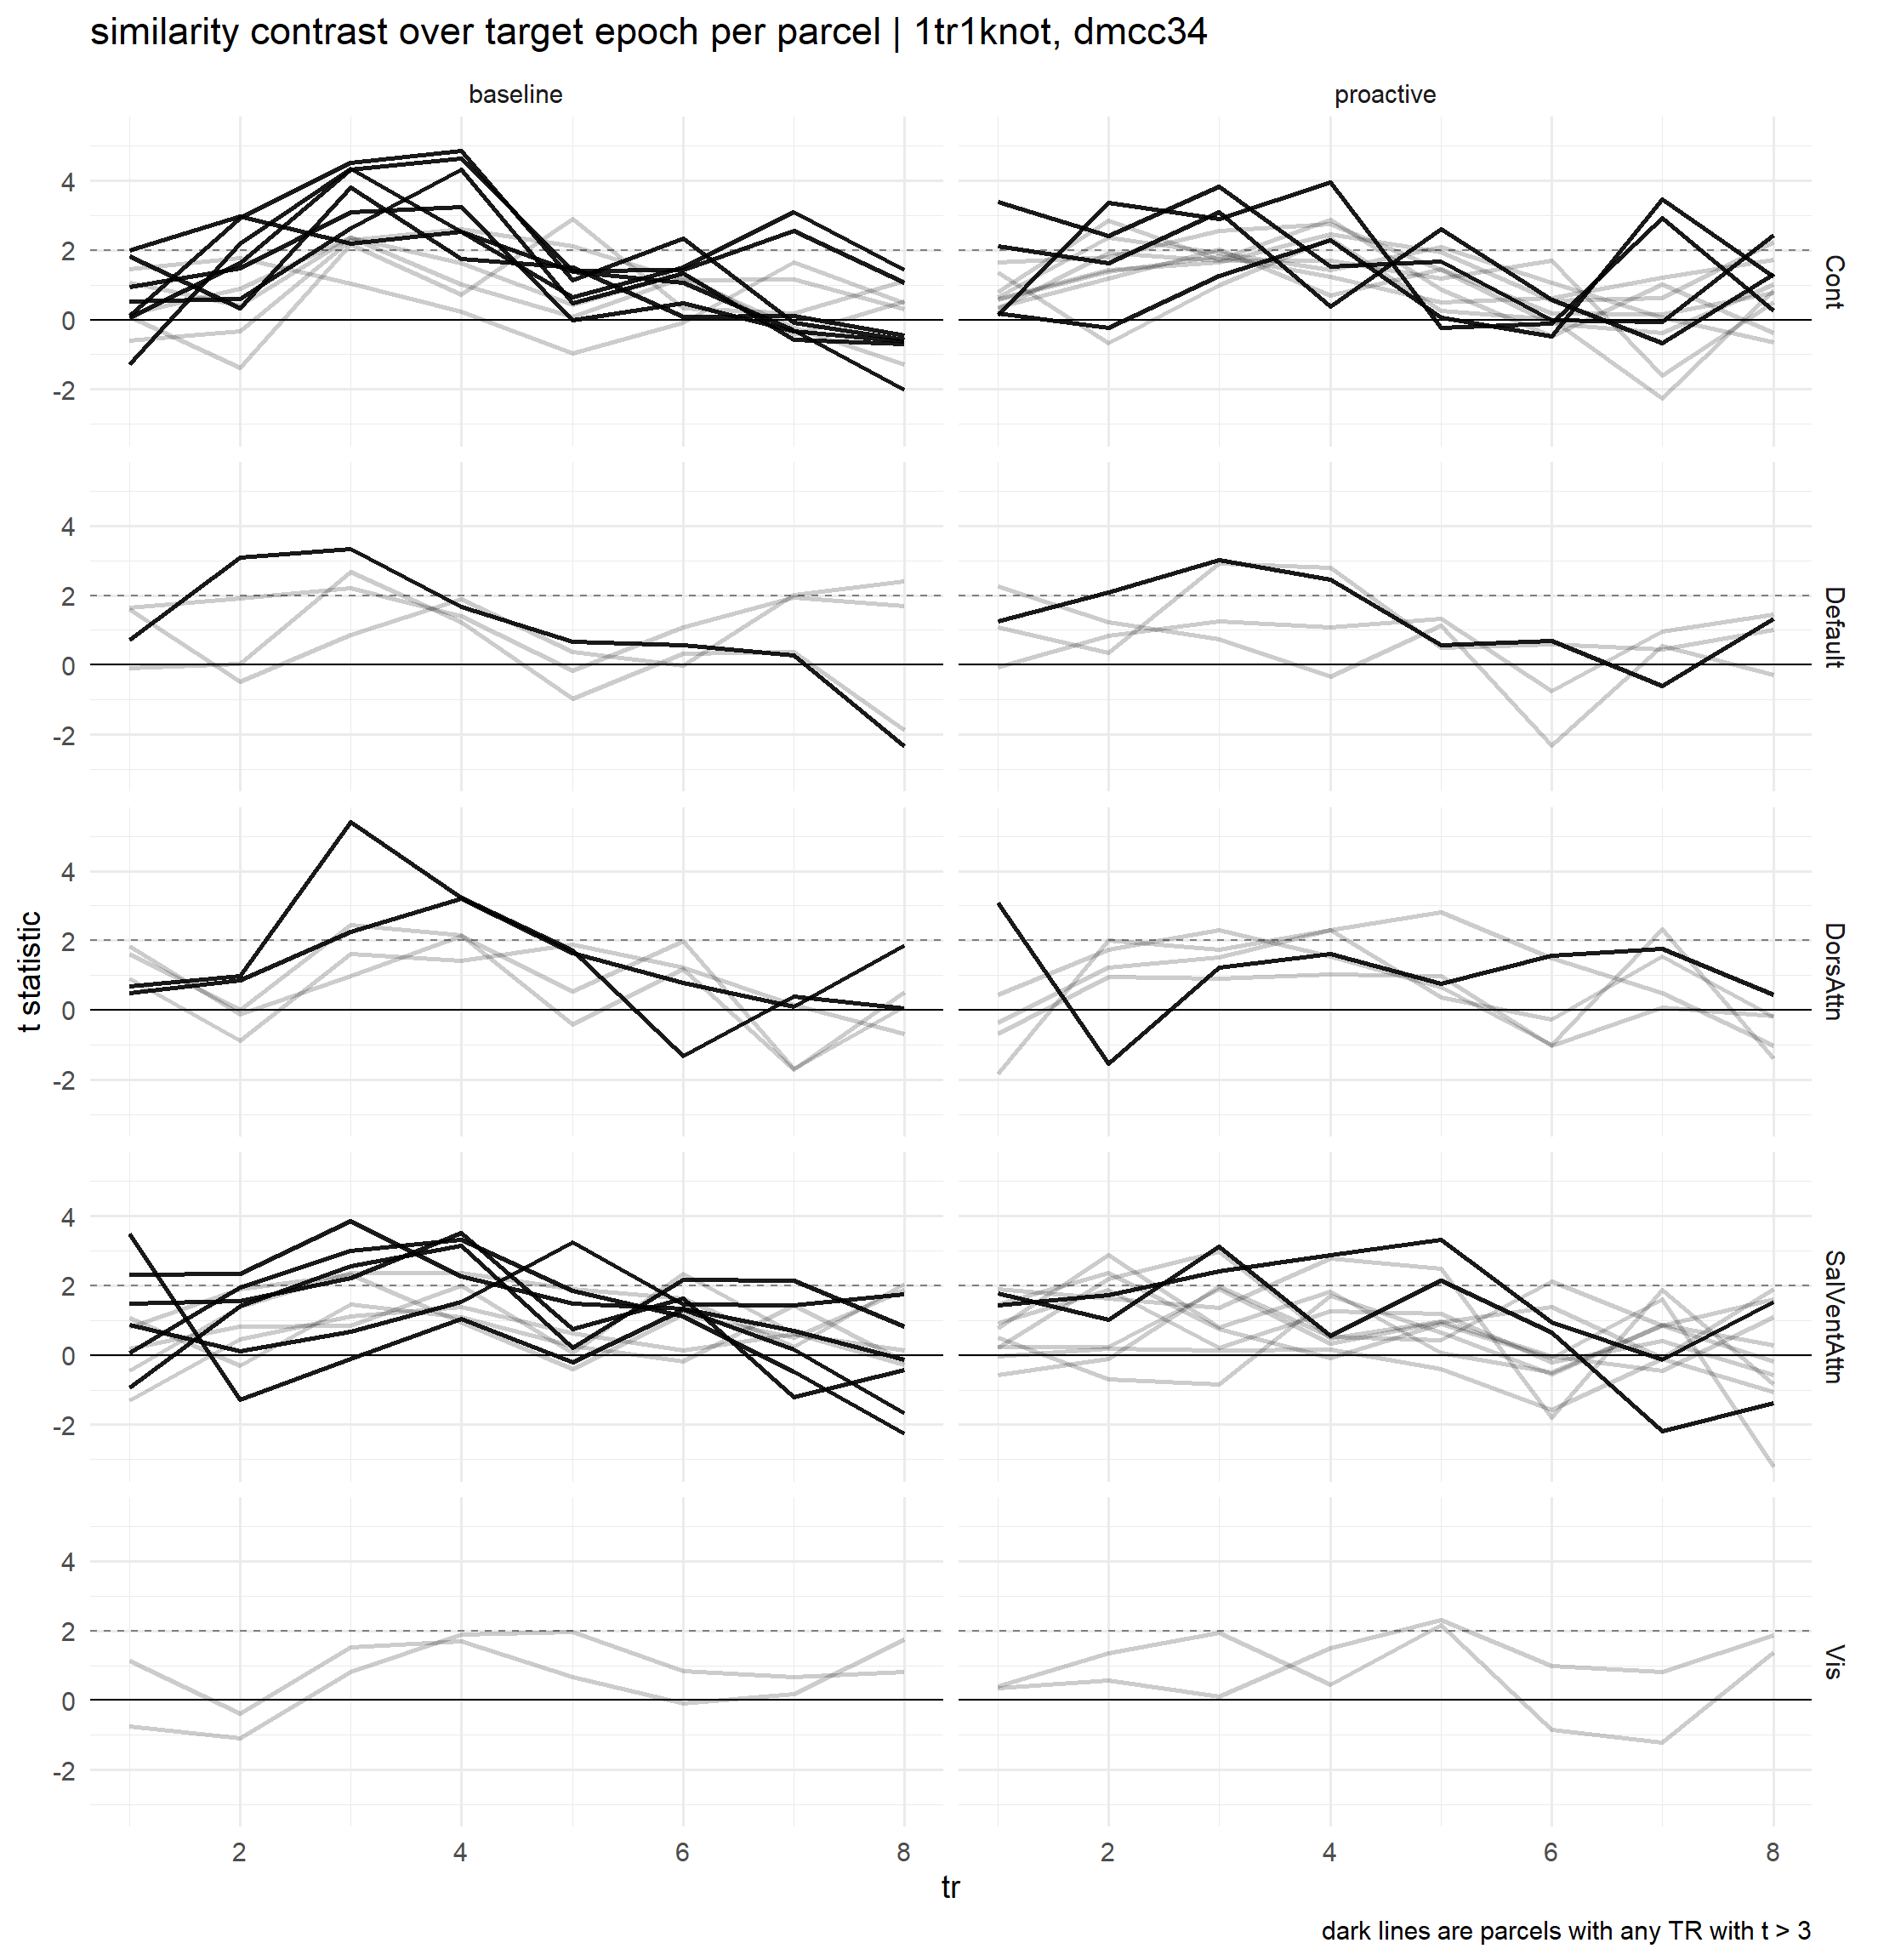 similarity contrast over target epoch per parcel | 1tr1knot, dmcc34
baseline
proactive
4
2
0
-2
Cont
4
2
0
-2
Default
t statistic
4
2
0
-2
DorsAttn
4
2
0
-2
SalVentAttn
4
2
0
-2
Vis
2
4
6
8
2
4
6
8
tr
dark lines are parcels with any TR with t > 3